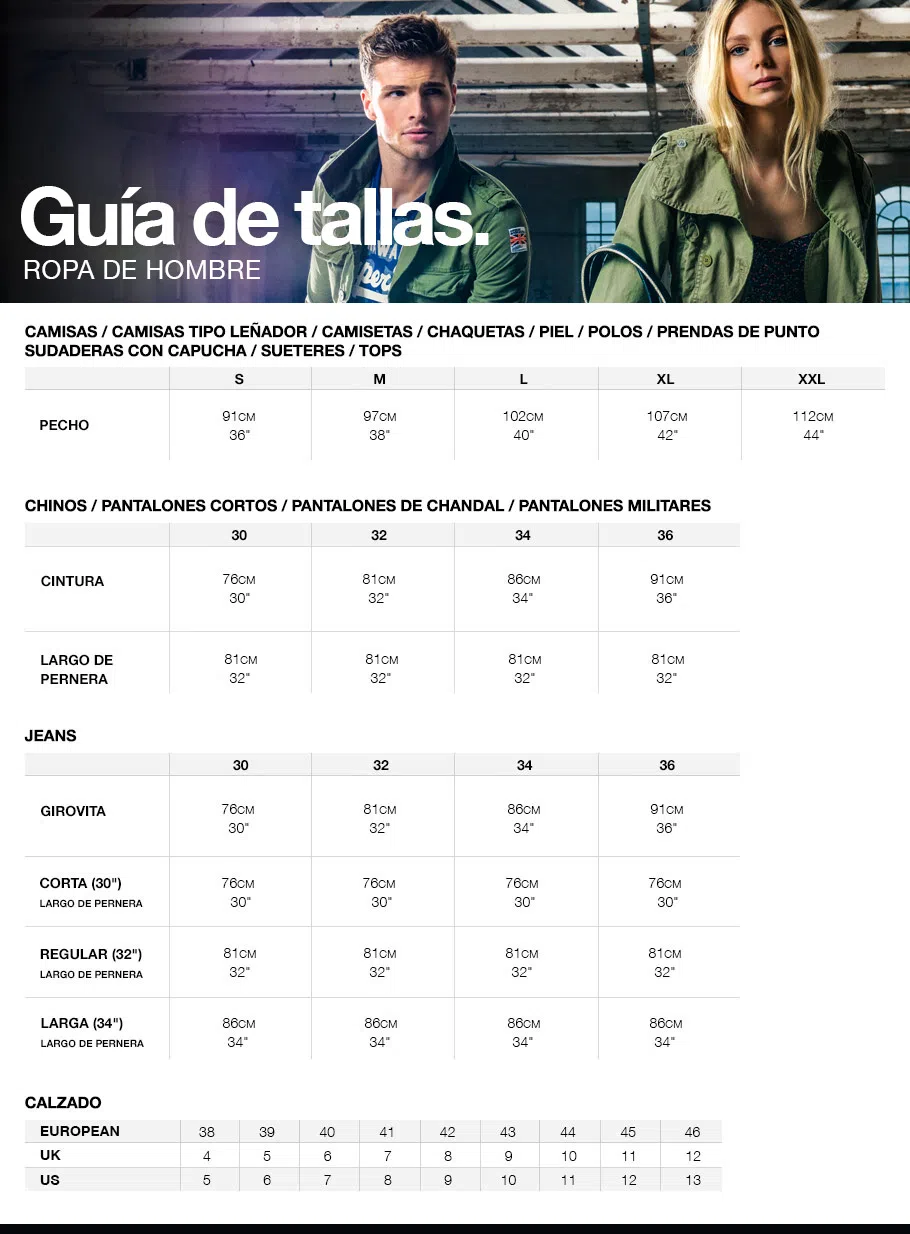 Guía de tallas.
ROPA DE HOMBRE
CAMISAS / CAMISAS TIPO LEÑADOR / CAMISETAS / CHAQUETAS / PIEL / POLOS / PRENDAS DE PUNTO
SUDADERAS CON CAPUCHA / SUETERES / TOPS
S M L XL XXL
PECHO
91CM 97CM 102CM 107CM 112CM
36" 38" 40" 42" 44"
CHINOS / PANTALONES CORTOS / PANTALONES DE CHANDAL / PANTALONES MILITARES
30 32 34 36
CINTURA
76CM 81CM 86CM 91CM
30" 32" 34" 36"
LARGO DE
PERNERA
81CM 81CM 81CM 81CM
32" 32" 32" 32"
JEANS
30 32 34 36
GIROVITA
76CM 81CM 86CM 91CM
30" 32" 34" 36"
CORTA (30")
LARGO DE PERNERA
76CM 76CM 76CM 76CM
30" 30" 30" 30"
REGULAR (32")
LARGO DE PERNERA
81CM 81CM 81CM 81CM
32" 32" 32" 32"
LARGA (34")
LARGO DE PERNERA
86CM 86CM 86CM 86CM
34" 34" 34" 34"
CALZADO
EUROPEAN 38 39 40 41 42 43 44 45 46
UK 4 5 6 7 8 9 10 11 12
US 5 6 7 8 9 10 11 12 13